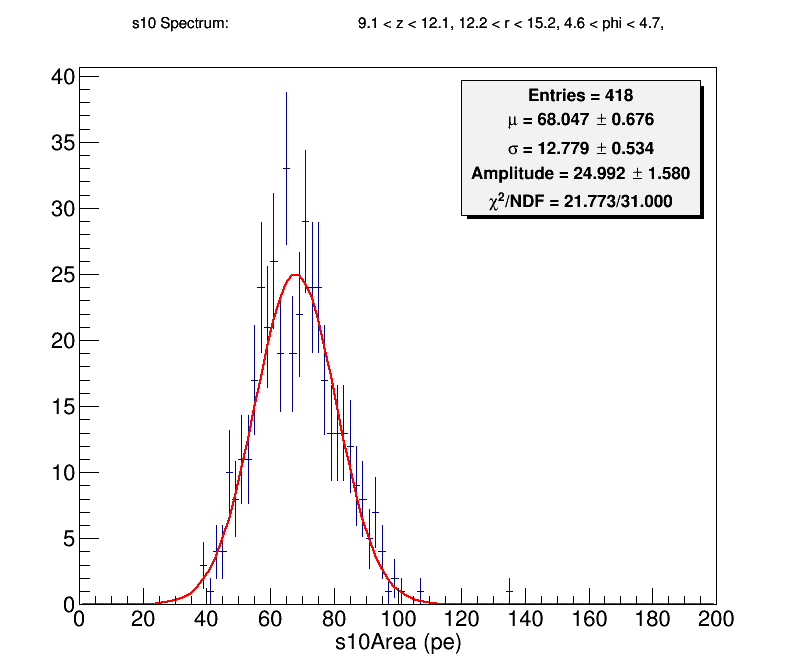 s10 Spectrum: 9.1 < z < 12.1, 12.2 < r < 15.2, 4.6 < phi < 4.7,
Entries = 418
μ = 68.047 ± 0.676
σ = 12.779 ± 0.534
Amplitude = 24.992 ± 1.580
χ²/NDF = 21.773/31.000
40
35
30
25
20
15
10
5
0
0 20 40 60 80 100 120 140 160 180 200
s10Area (pe)